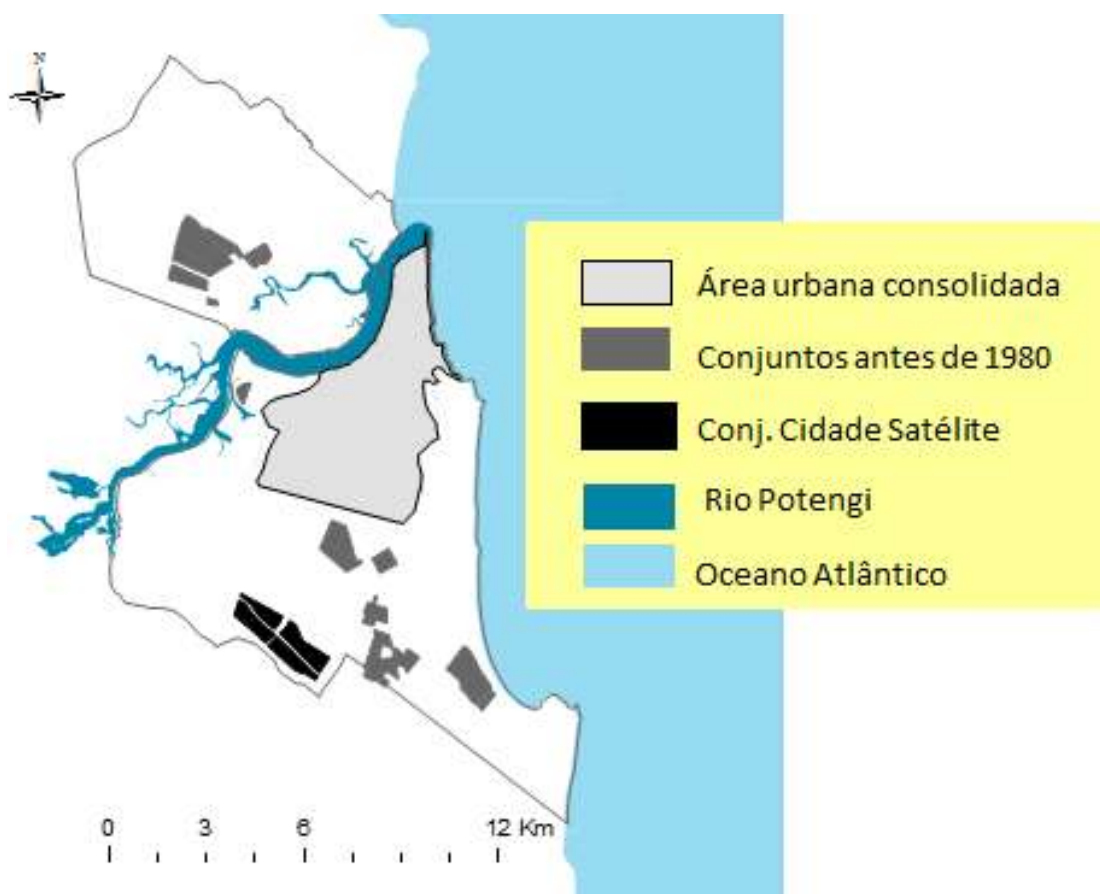 N
Área urbana consolidada
Conjuntos antes de 1980
Conj. Cidade Satélite
Rio Potengi
Oceano Atlântico
0 3 6 12 Km